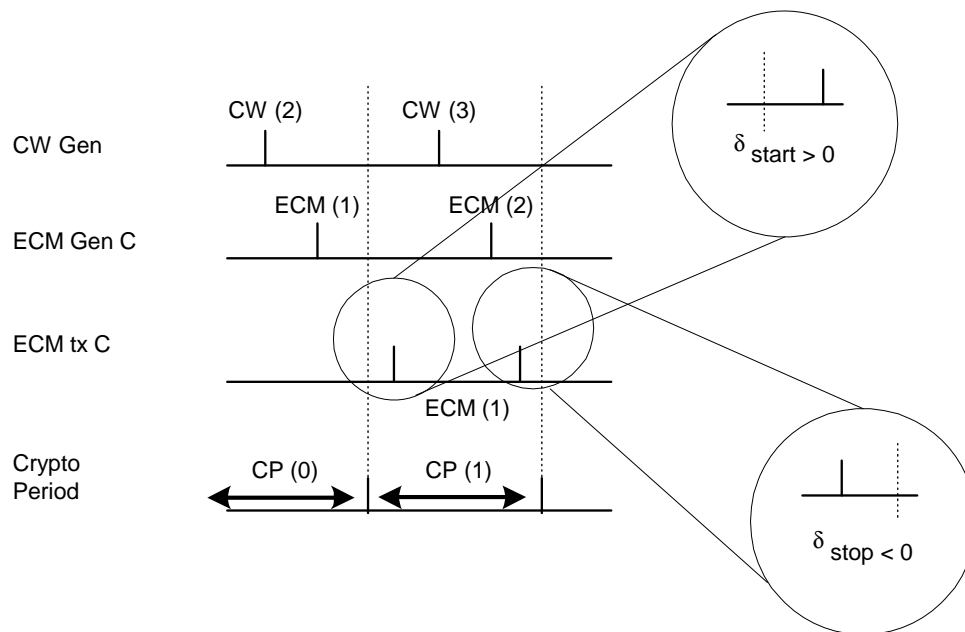 CW Gen
CW (2)
CW (3)
δ start > 0
ECM Gen C
ECM (1)
ECM (2)
ECM tx C
ECM (1)
Crypto
Period
CP (0)
CP (1)
δ stop < 0